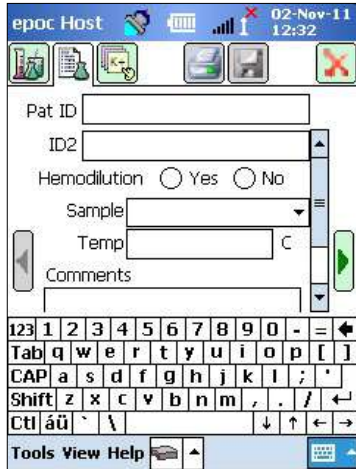 epoc Host 02-Nov-11
12:32
Pat ID
ID2
Hemodilution Yes No
Sample
Temp C
Comments
123 1 2 3 4 5 6 7 8 9 0 - =
Tab q w e r t y u i o p [ ]
CAP a s d f g h j k l ; '
Shift z x c v b n m , . /
Ctl áü ` \
Tools View Help